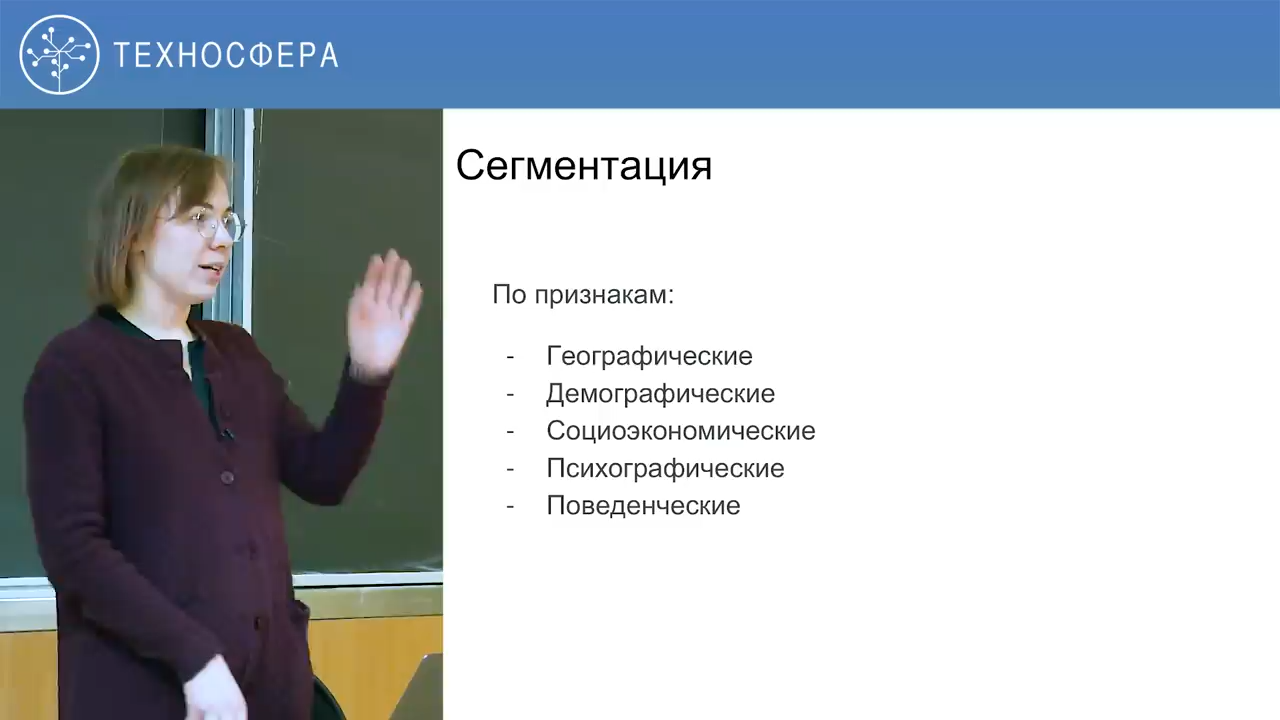 ТЕХНОСФЕРА
Сегментация
По признакам:
- Географические
- Демографические
- Социоэкономические
- Психографические
- Поведенческие